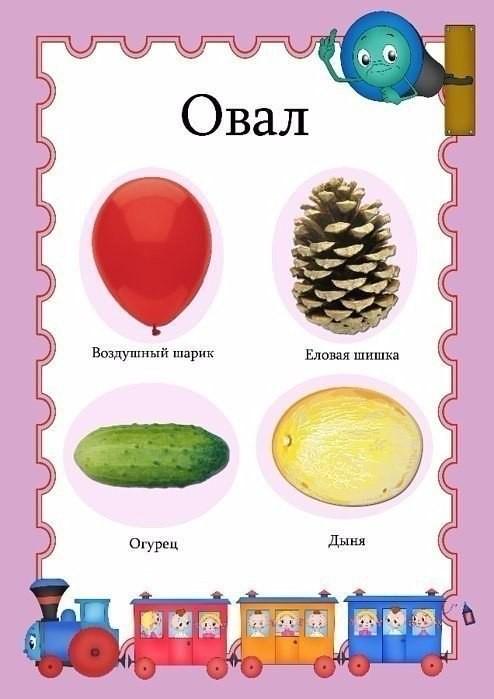 Овал
Воздушный шарик
Еловая шишка
Огурец
Дыня